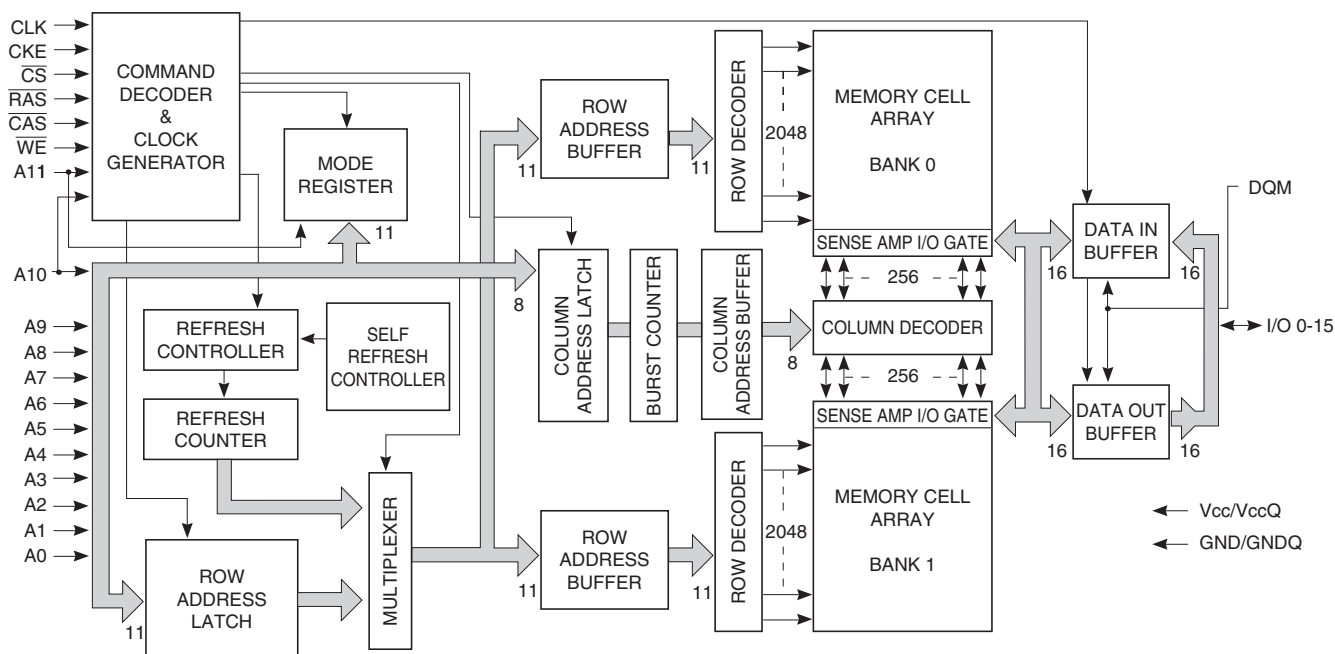 CLK
CKE
CS
RAS
CAS
WE
A11
A10
A9
A8
A7
A6
A5
A4
A3
A2
A1
A0
COMMAND
DECODER
&
CLOCK
GENERATOR
MODE
REGISTER
11
REFRESH
CONTROLLER
SELF
REFRESH
CONTROLLER
REFRESH
COUNTER
11
ROW
ADDRESS
LATCH
MULTIPLEXER
11
ROW
ADDRESS
BUFFER
11
ROW DECODER
2048
MEMORY CELL
ARRAY
BANK 0
SENSE AMP I/O GATE
8
COLUMN
ADDRESS LATCH
BURST COUNTER
COLUMN
ADDRESS BUFFER
8
256
COLUMN DECODER
256
SENSE AMP I/O GATE
MEMORY CELL
ARRAY
BANK 1
11
ROW
ADDRESS
BUFFER
11
ROW DECODER
2048
DQM
16
DATA IN
BUFFER
16
I/O 0-15
16
DATA OUT
BUFFER
16
Vcc/VccQ
GND/GNDQ